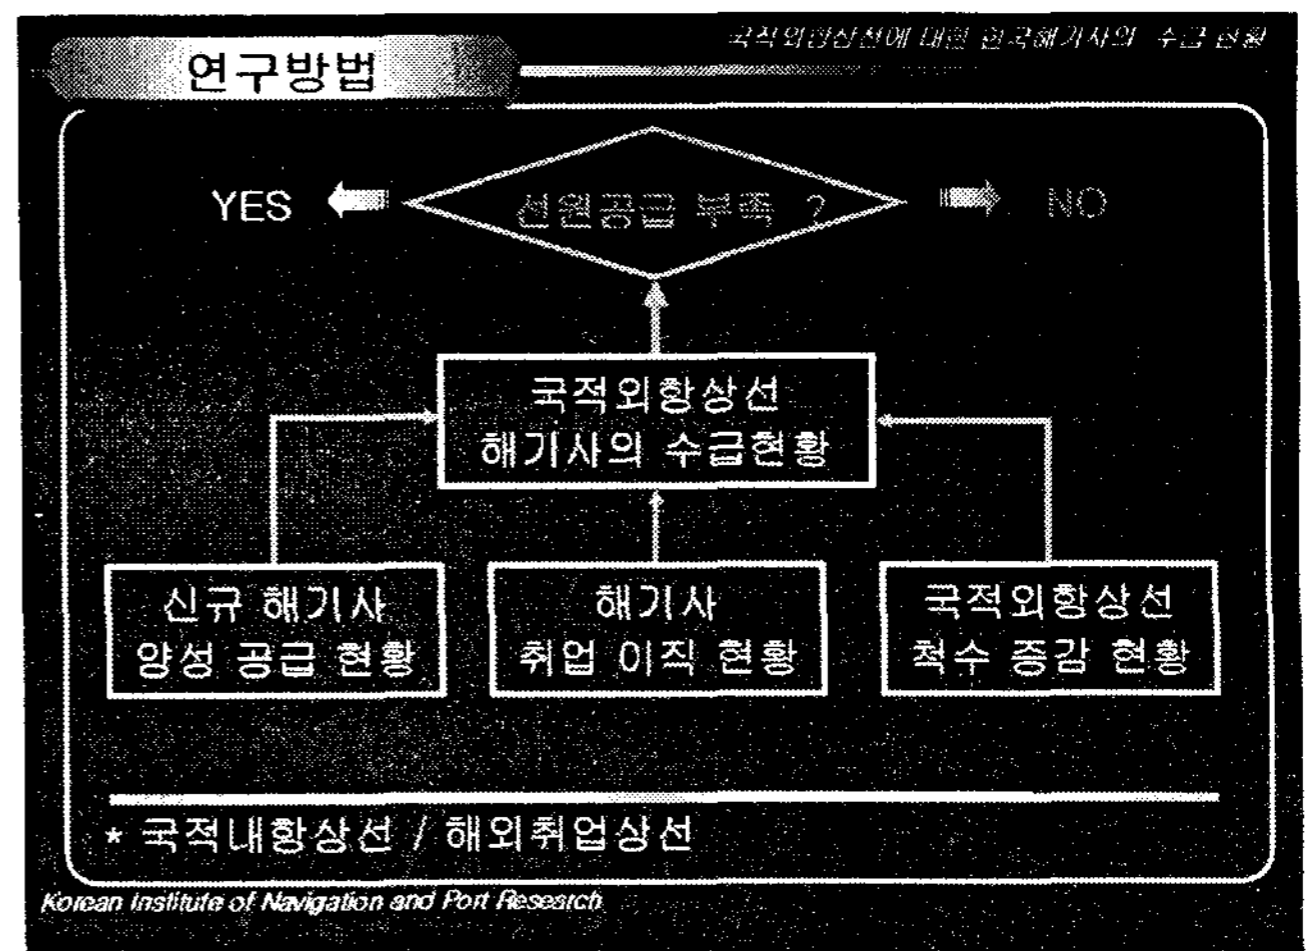 국적외항상선에 대한 한국해기사의 수급 현황
연구방법
YES
선원공급 부족 ?
NO
국적외항상선
해기사의 수급현황
신규 해기사
양성 공급 현황
해기사
취업 이직 현황
국적외항상선
척수 증감 현황
* 국적내항상선 / 해외취업상선
Korean Institute of Navigation and Port Research